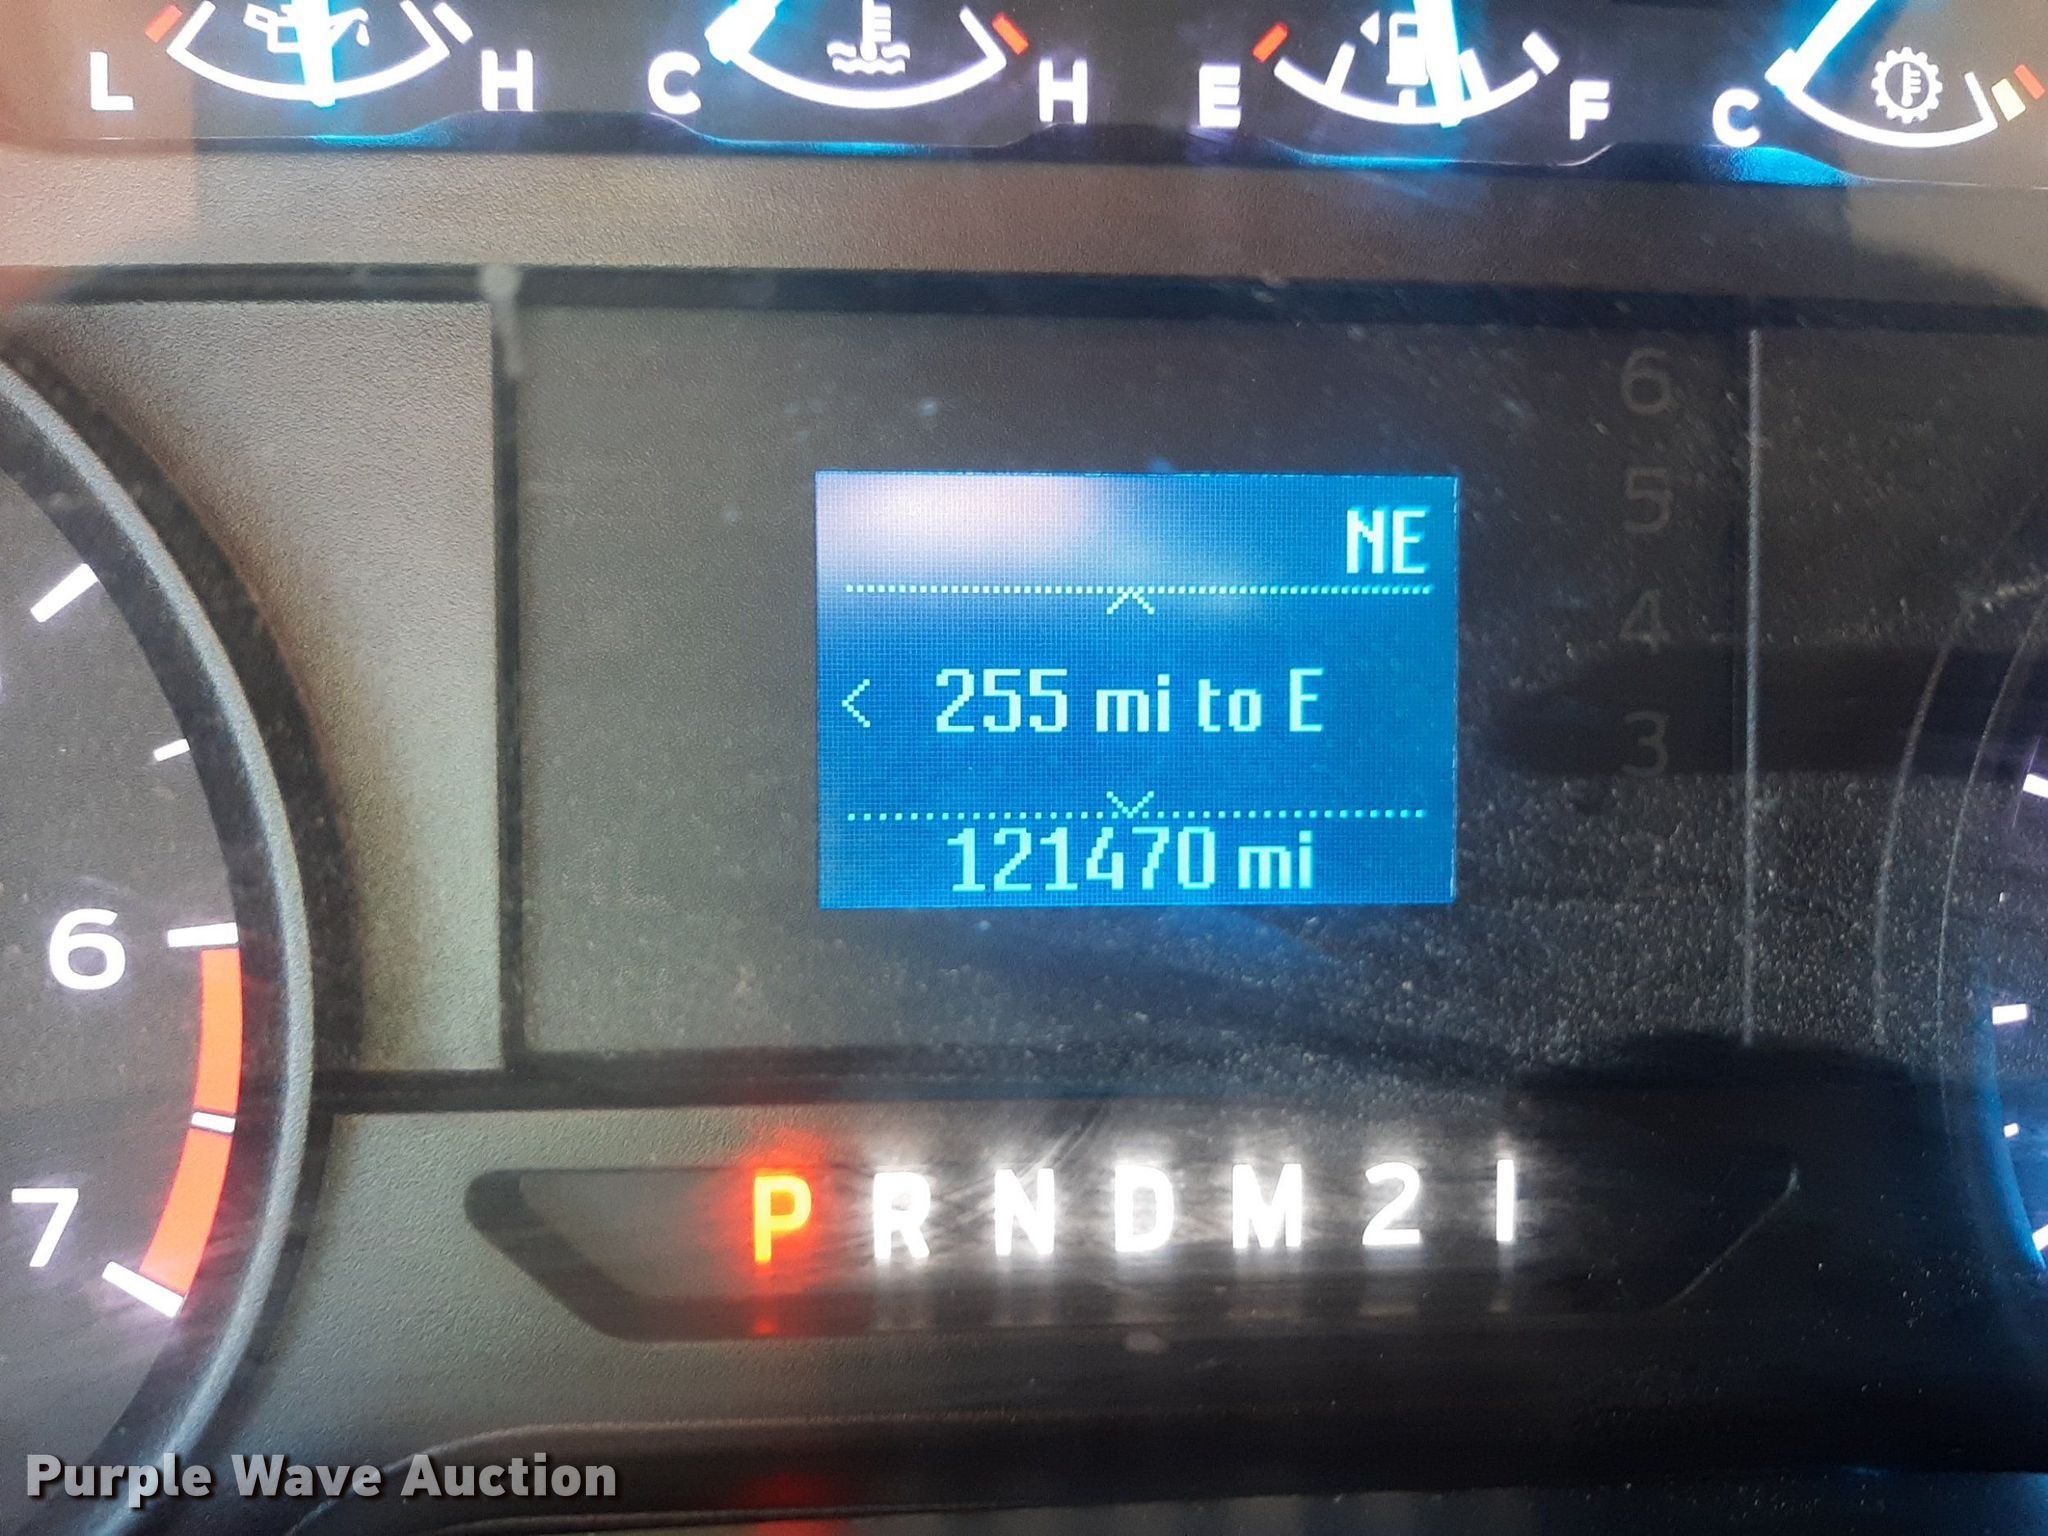 L H C H E F C
NE
6
5
4
3
255 mi to E
121470 mi
6
7
P R N D M 2 1
Purple Wave Auction